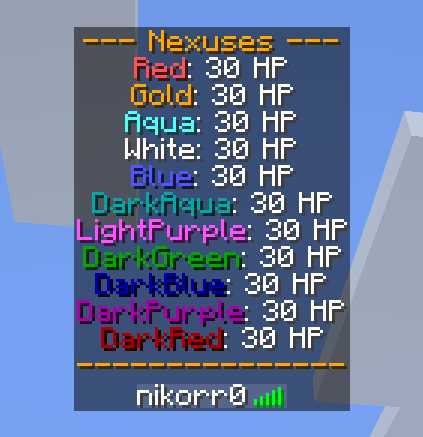 --- Nexuses ---
Red: 30 HP
Gold: 30 HP
Aqua: 30 HP
White: 30 HP
Blue: 30 HP
DarkAqua: 30 HP
LightPurple: 30 HP
DarkGreen: 30 HP
DarkBlue: 30 HP
DarkPurple: 30 HP
DarkRed: 30 HP
---------------
nikorr0